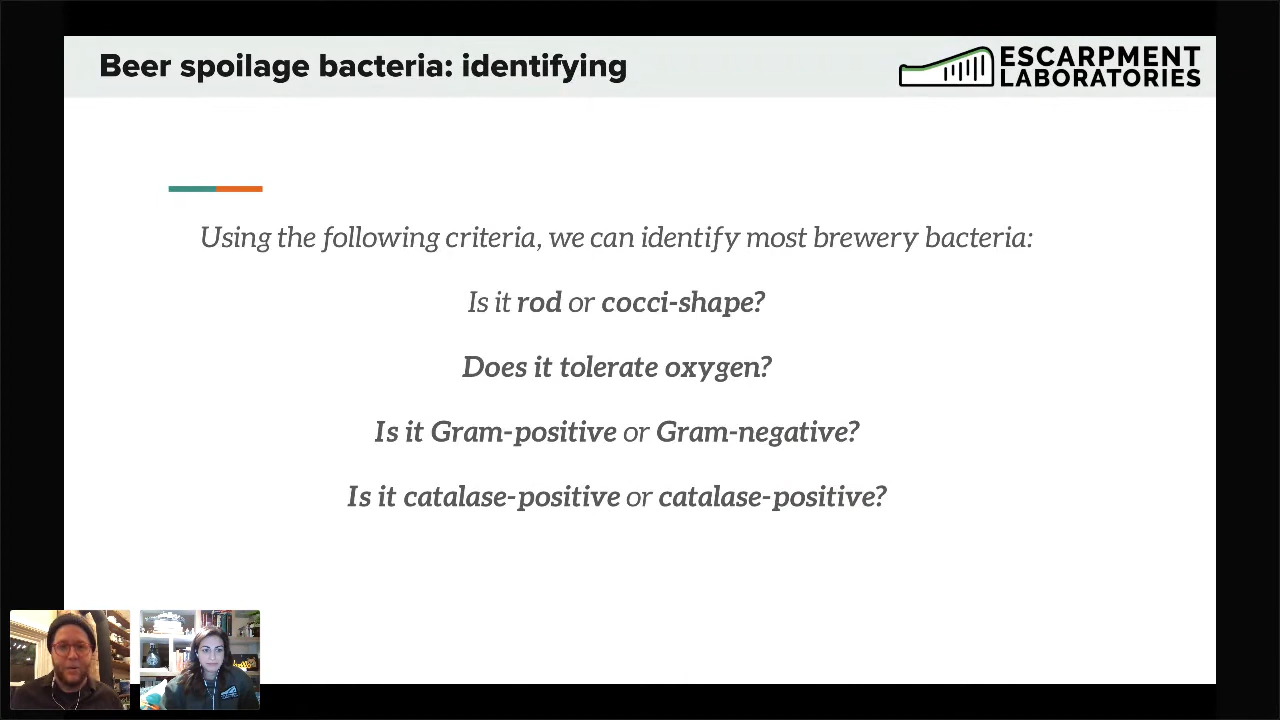 Beer spoilage bacteria: identifying
ESCARPMENT
LABORATORIES
Using the following criteria, we can identify most brewery bacteria:
Is it rod or cocci-shape?
Does it tolerate oxygen?
Is it Gram-positive or Gram-negative?
Is it catalase-positive or catalase-positive?